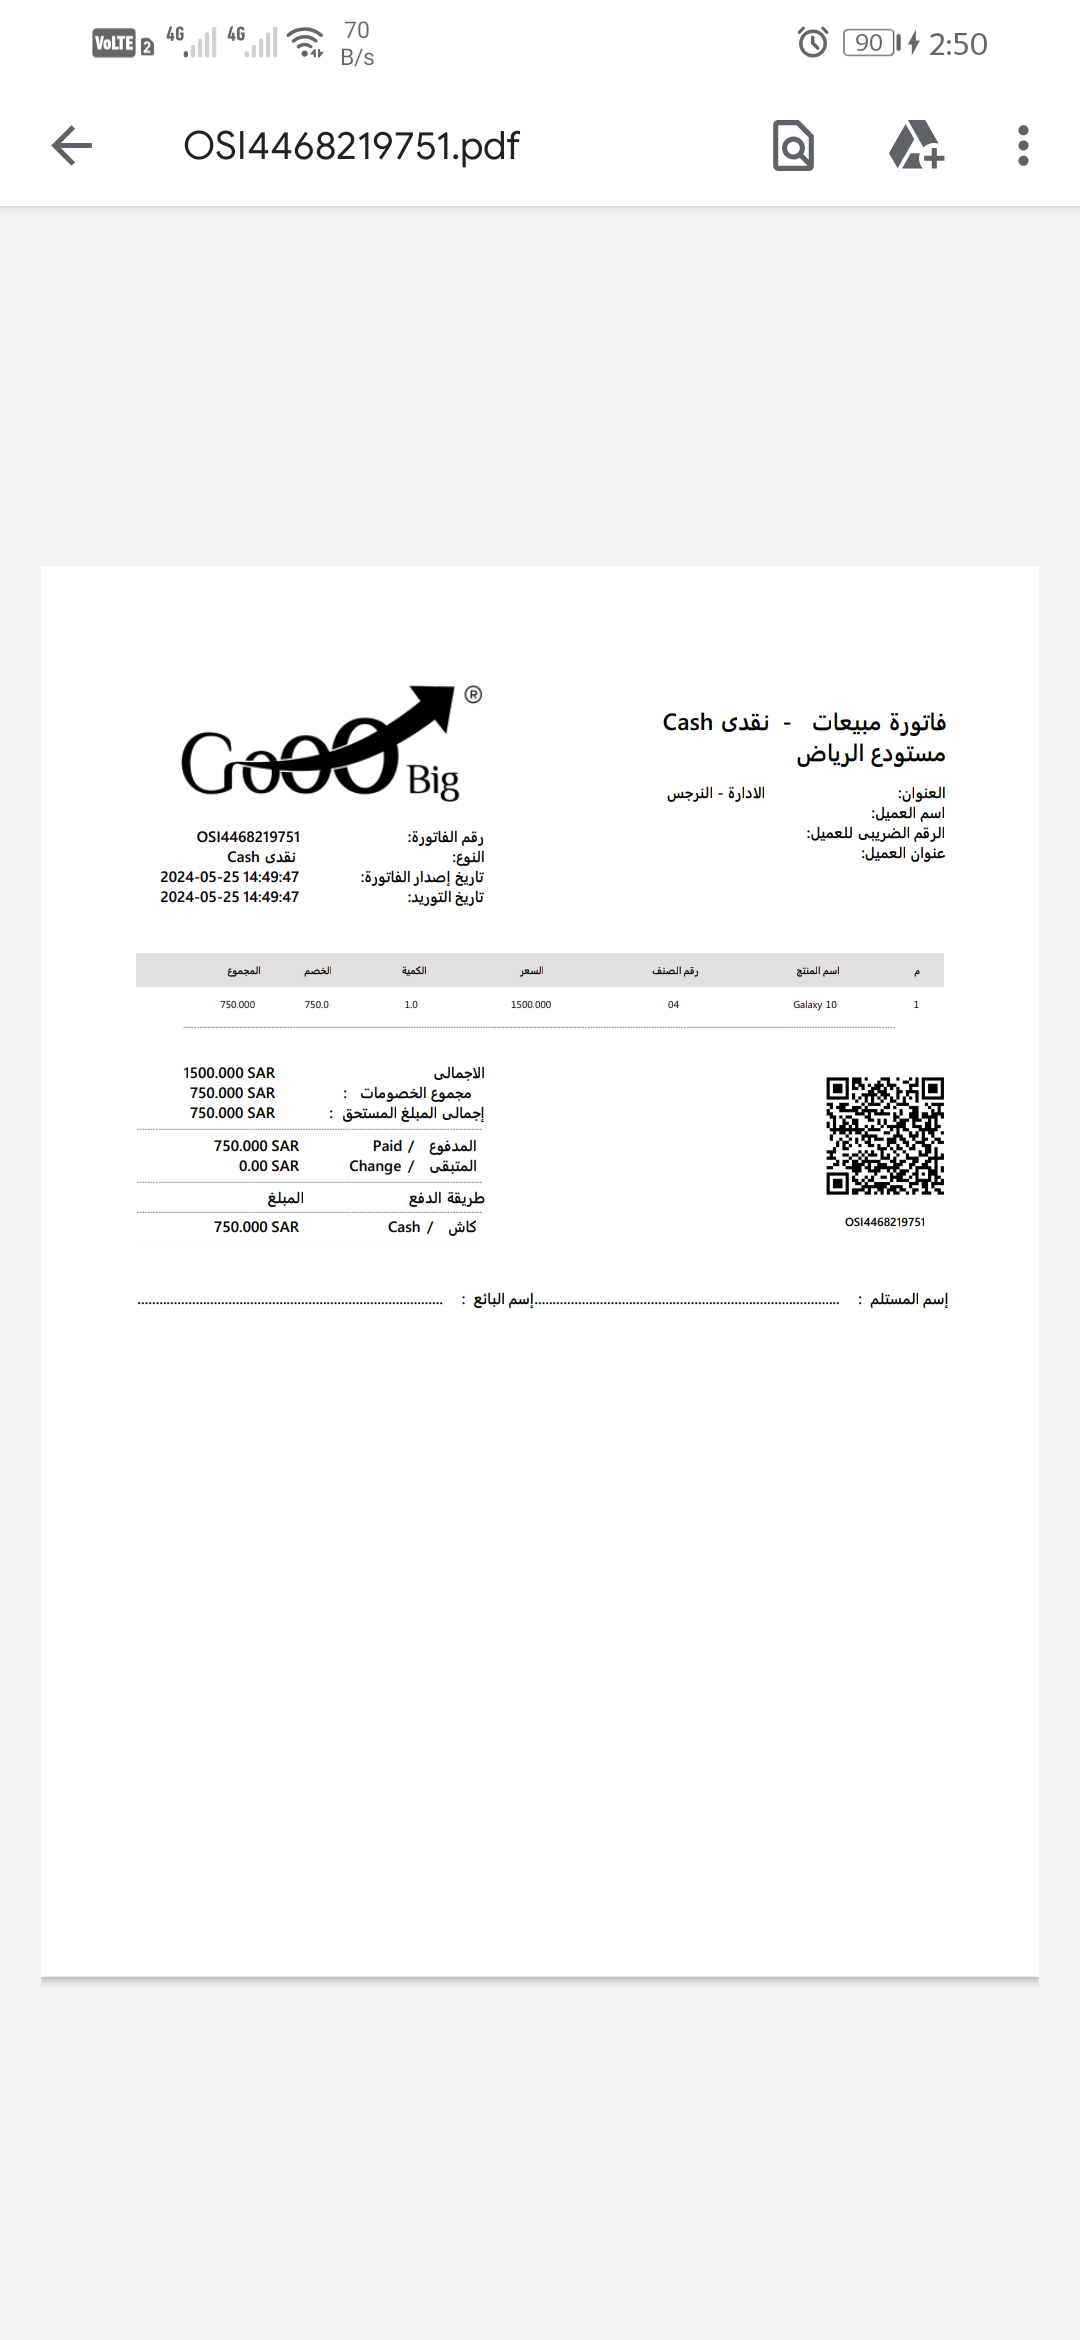 VoLTE 2 4G 4G 70 B/s 90 2:50
OSI4468219751.pdf
GoOO Big ®
فاتورة مبيعات - نقدى Cash
مستودع الرياض
العنوان: الادارة - النرجس
اسم العميل:
الرقم الضريبى للعميل:
عنوان العميل:
رقم الفاتورة: OSI4468219751
النوع: نقدى Cash
تاريخ إصدار الفاتورة: 2024-05-25 14:49:47
تاريخ التوريد: 2024-05-25 14:49:47
م اسم المنتج رقم الصنف السعر الكمية الخصم المجموع
1 Galaxy 10 04 1500.000 1.0 750.0 750.000
الاجمالى 1500.000 SAR
مجموع الخصومات : 750.000 SAR
إجمالى المبلغ المستحق : 750.000 SAR
المدفوع / Paid 750.000 SAR
المتبقى / Change 0.00 SAR
طريقة الدفع المبلغ
كاش / Cash 750.000 SAR
OSI4468219751
إسم المستلم : ................ إسم البائع : ................